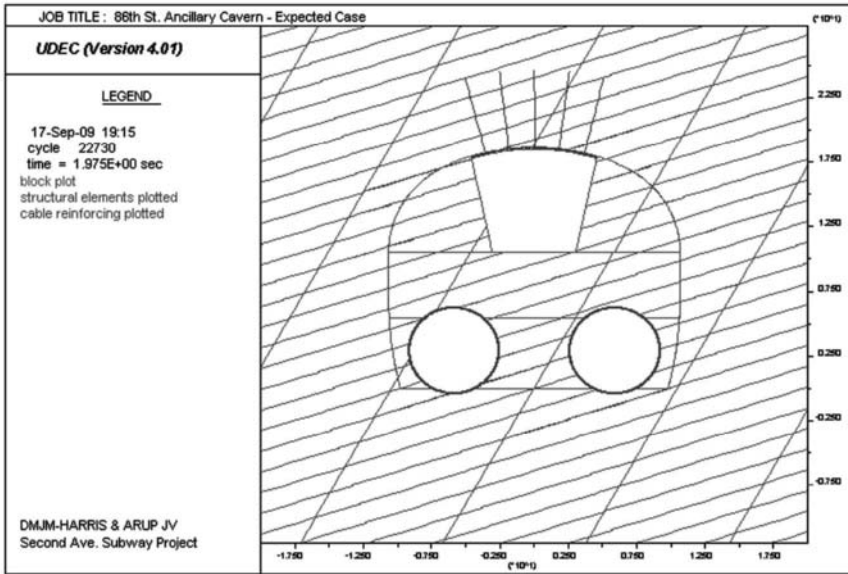 JOB TITLE : 86th St. Ancillary Cavern - Expected Case
(*10^1)
UDEC (Version 4.01)
LEGEND
17-Sep-09 19:15
cycle 22730
time = 1.975E+00 sec
block plot
structural elements plotted
cable reinforcing plotted
2.250
1.750
1.250
0.750
0.250
-0.250
-0.750
DMJM-HARRIS & ARUP JV
Second Ave. Subway Project
-1.750 -1.250 -0.750 -0.250 0.250 0.750 1.250 1.750
(*10^1)